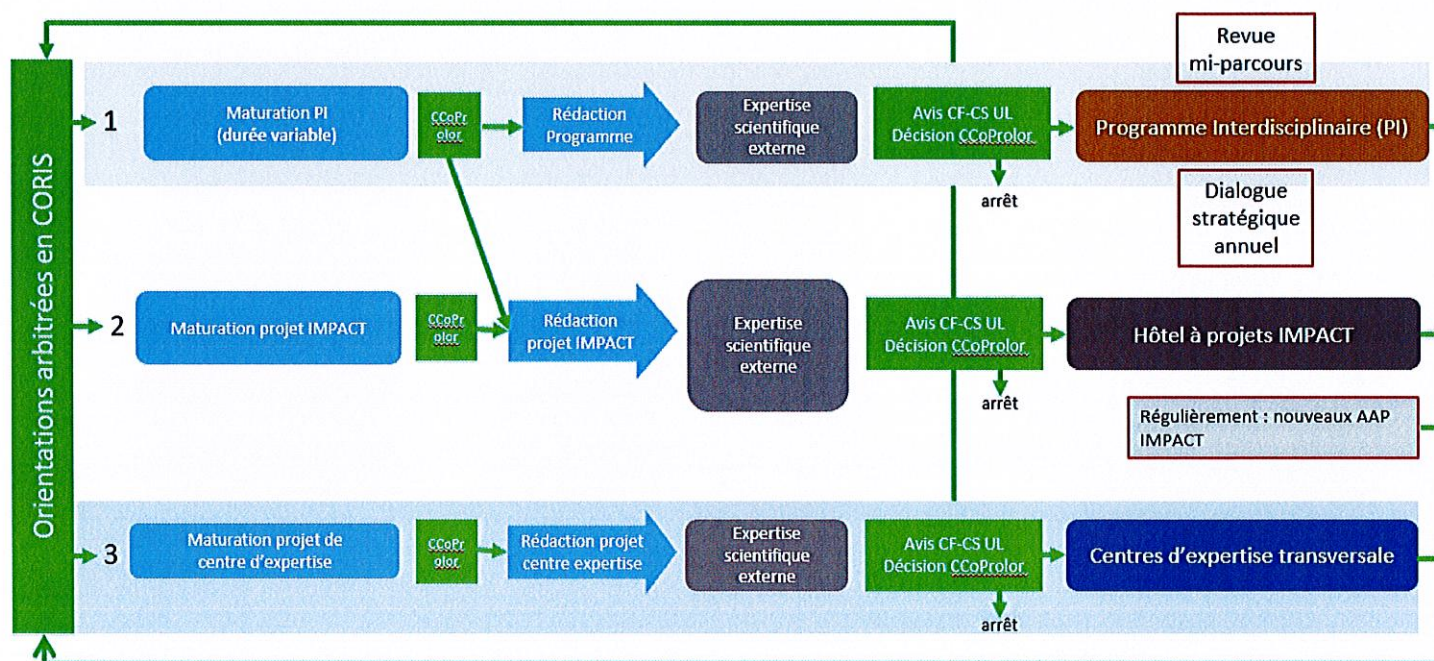 Orientations arbitrées en CORIS
1
Maturation PI
(durée variable)
CCoPr
olor
Rédaction
Programme
Expertise
scientifique
externe
Avis CF-CS UL
Décision CCoProlor
arrêt
Programme Interdisciplinaire (PI)
Revue
mi-parcours
Dialogue
stratégique
annuel
2
Maturation projet IMPACT
CCoPr
olor
Rédaction
projet IMPACT
Expertise
scientifique
externe
Avis CF-CS UL
Décision CCoProlor
arrêt
Hôtel à projets IMPACT
Régulièrement : nouveaux AAP
IMPACT
3
Maturation projet de
centre d'expertise
CCoPr
olor
Rédaction projet
centre expertise
Expertise
scientifique
externe
Avis CF-CS UL
Décision CCoProlor
arrêt
Centres d'expertise transversale